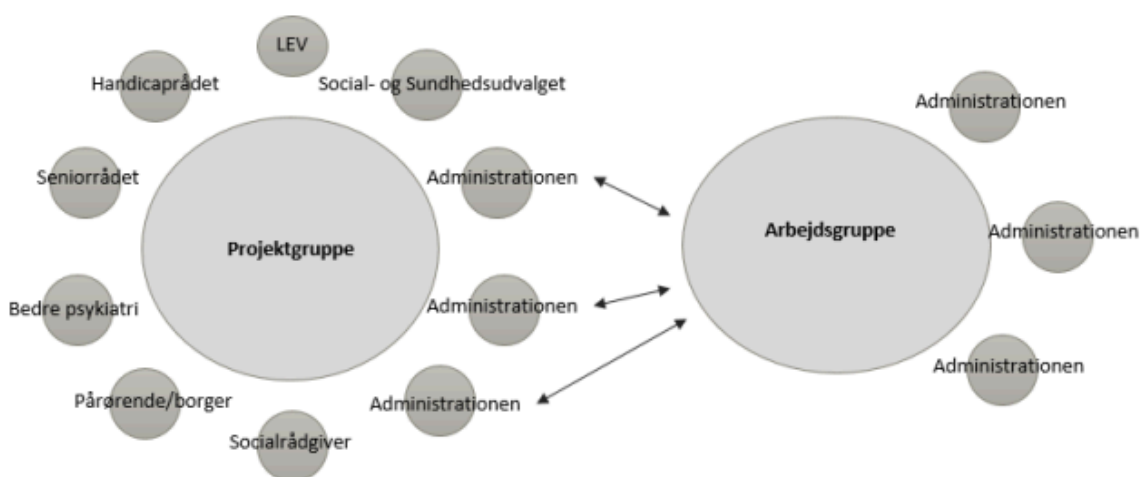 LEV
Handicaprådet
Social- og Sundhedsudvalget
Seniorrådet
Administrationen
Projektgruppe
Bedre psykiatri
Administrationen
Pårørende/borger
Administrationen
Socialrådgiver
Administrationen
Arbejdsgruppe
Administrationen
Administrationen